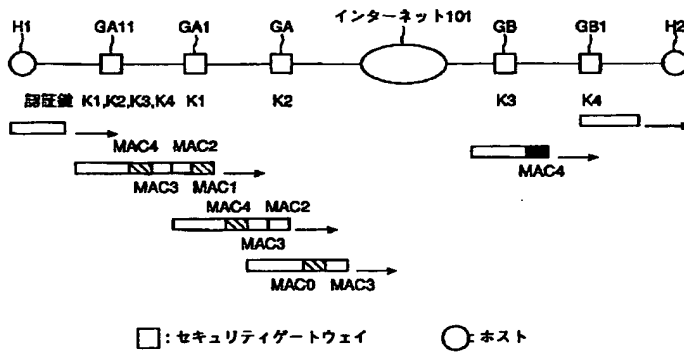 インターネット101
H1 GA11 GA1 GA GB GB1 H2
認証鍵 K1,K2,K3,K4 K1 K2 K3 K4
MAC4 MAC2
MAC3 MAC1
MAC4
MAC4 MAC2
MAC3
MAC0 MAC3
:セキュリティゲートウェイ :ホスト